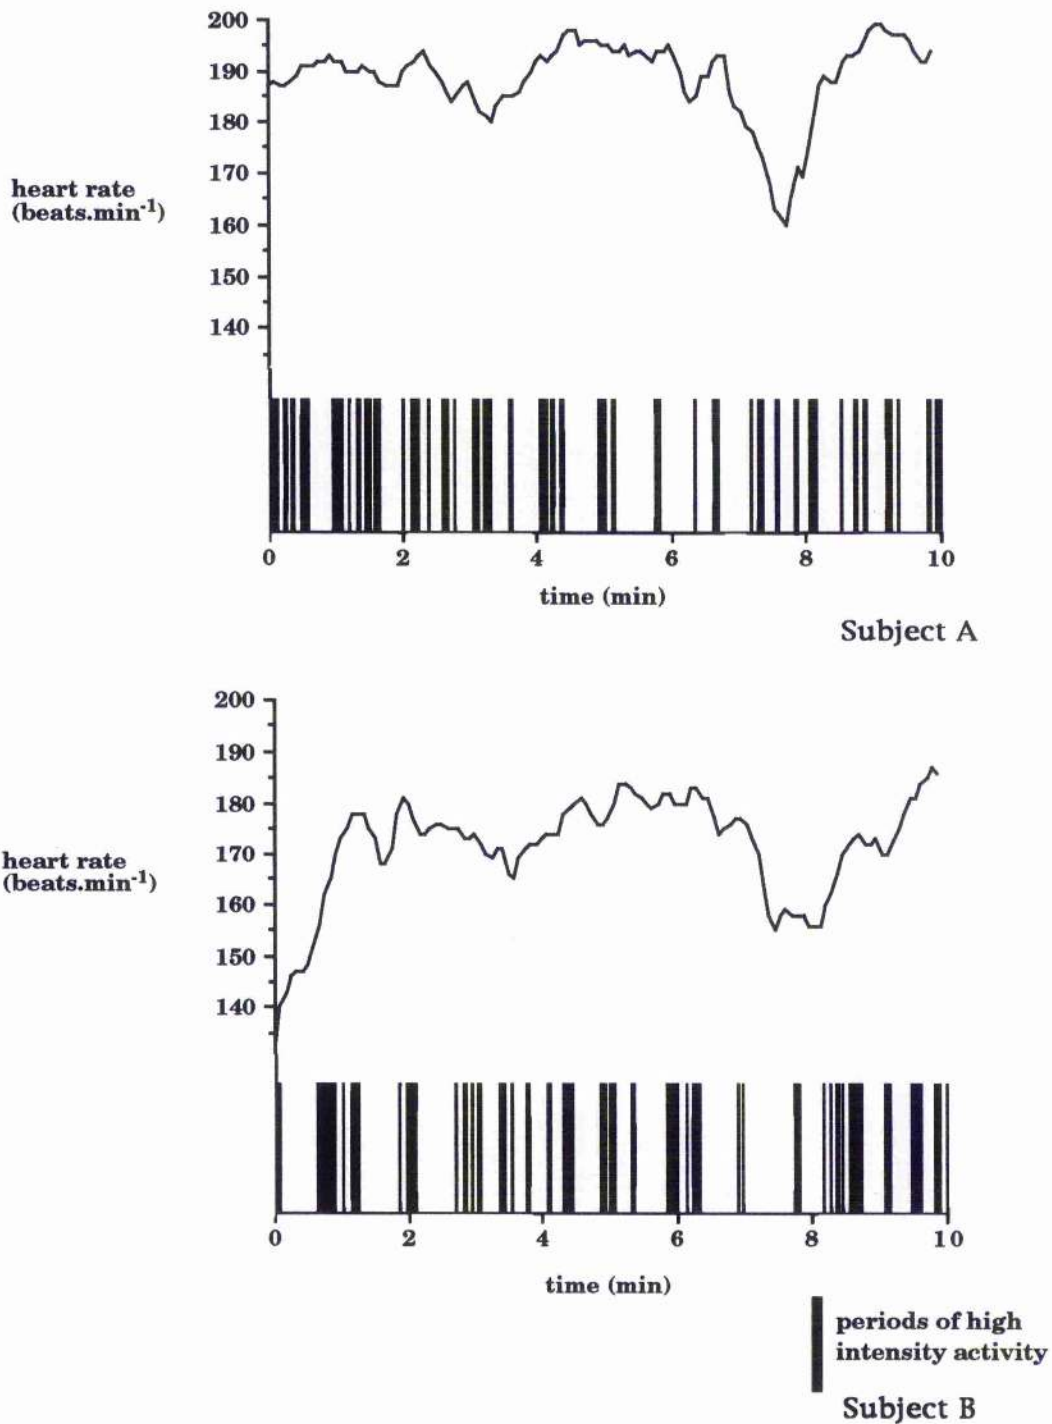 200
190
180
170
heart rate
(beats.min-1)
160
150
140
0 2 4 6 8 10
time (min)
Subject A
200
190
180
170
heart rate
(beats.min-1)
160
150
140
0 2 4 6 8 10
time (min)
periods of high
intensity activity
Subject B